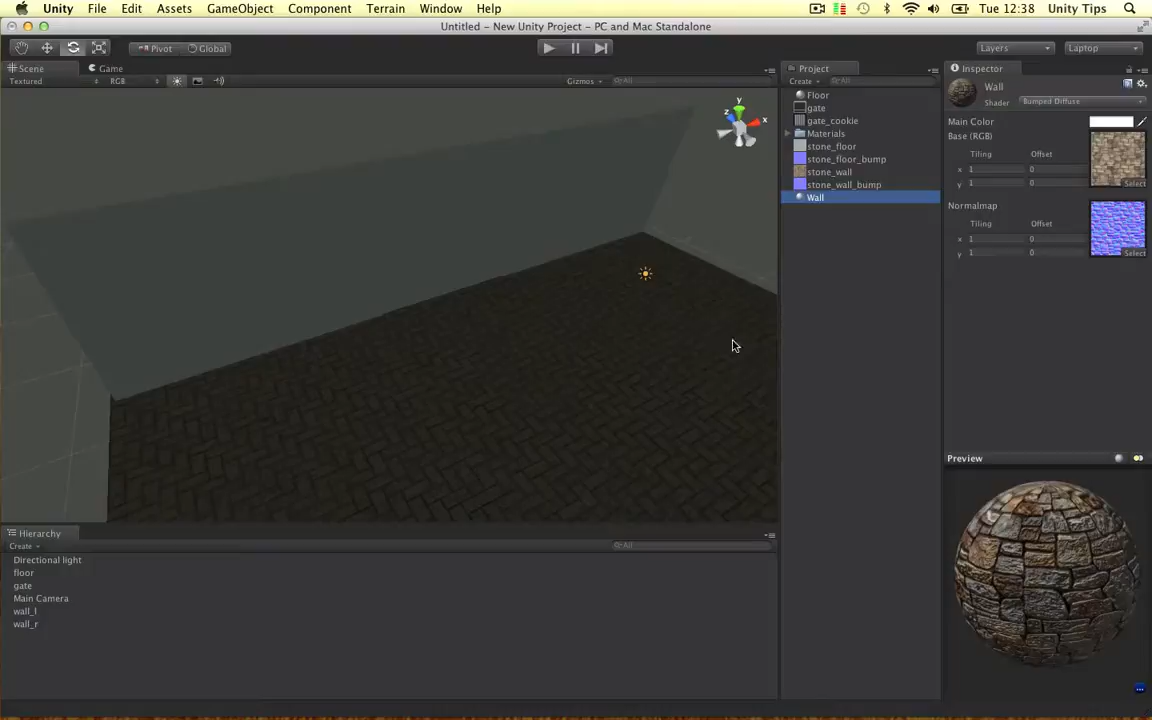 Unity File Edit Assets GameObject Component Terrain Window Help Tue 12:38 Unity Tips
Untitled – New Unity Project – PC and Mac Standalone
Pivot Global Layers Laptop
Scene Game
Textured RGB Gizmos All
y
z x
Project
Create All
Floor
gate
gate_cookie
Materials
stone_floor
stone_floor_bump
stone_wall
stone_wall_bump
Wall
Inspector
Wall
Shader Bumped Diffuse
Main Color
Base (RGB)
Tiling Offset
x 1 0
y 1 0
Select
Normalmap
Tiling Offset
x 1 0
y 1 0
Select
Preview
Hierarchy
Create All
Directional light
floor
gate
Main Camera
wall_l
wall_r